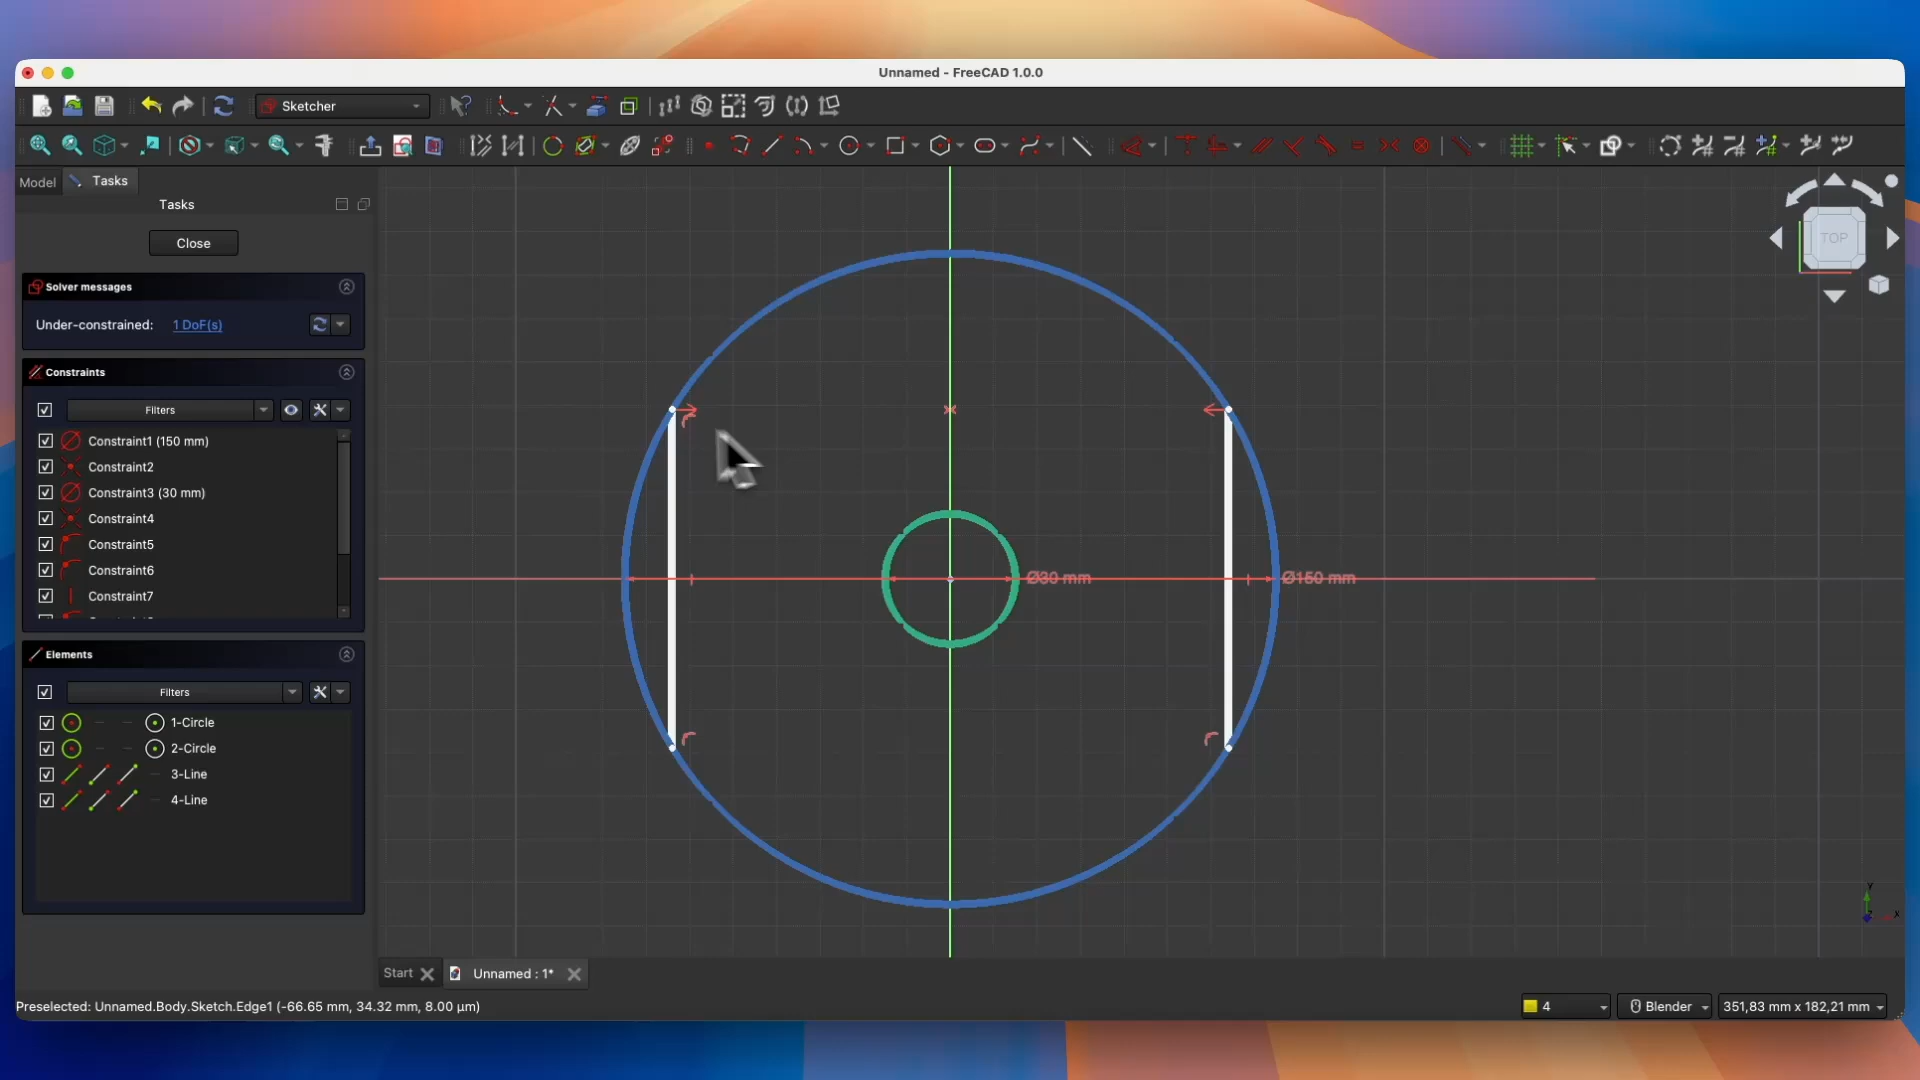 Unnamed - FreeCAD 1.0.0
Sketcher
Model
Tasks
Tasks
Close
Solver messages
Under-constrained: 1 DoF(s)
Constraints
Filters
Constraint1 (150 mm)
Constraint2
Constraint3 (30 mm)
Constraint4
Constraint5
Constraint6
Constraint7
Elements
Filters
1-Circle
2-Circle
3-Line
4-Line
Ø30 mm
Ø150 mm
TOP
Y
Z
X
Start
Unnamed : 1*
Preselected: Unnamed.Body.Sketch.Edge1 (-66.65 mm, 34.32 mm, 8.00 μm)
4
Blender
351,83 mm x 182,21 mm